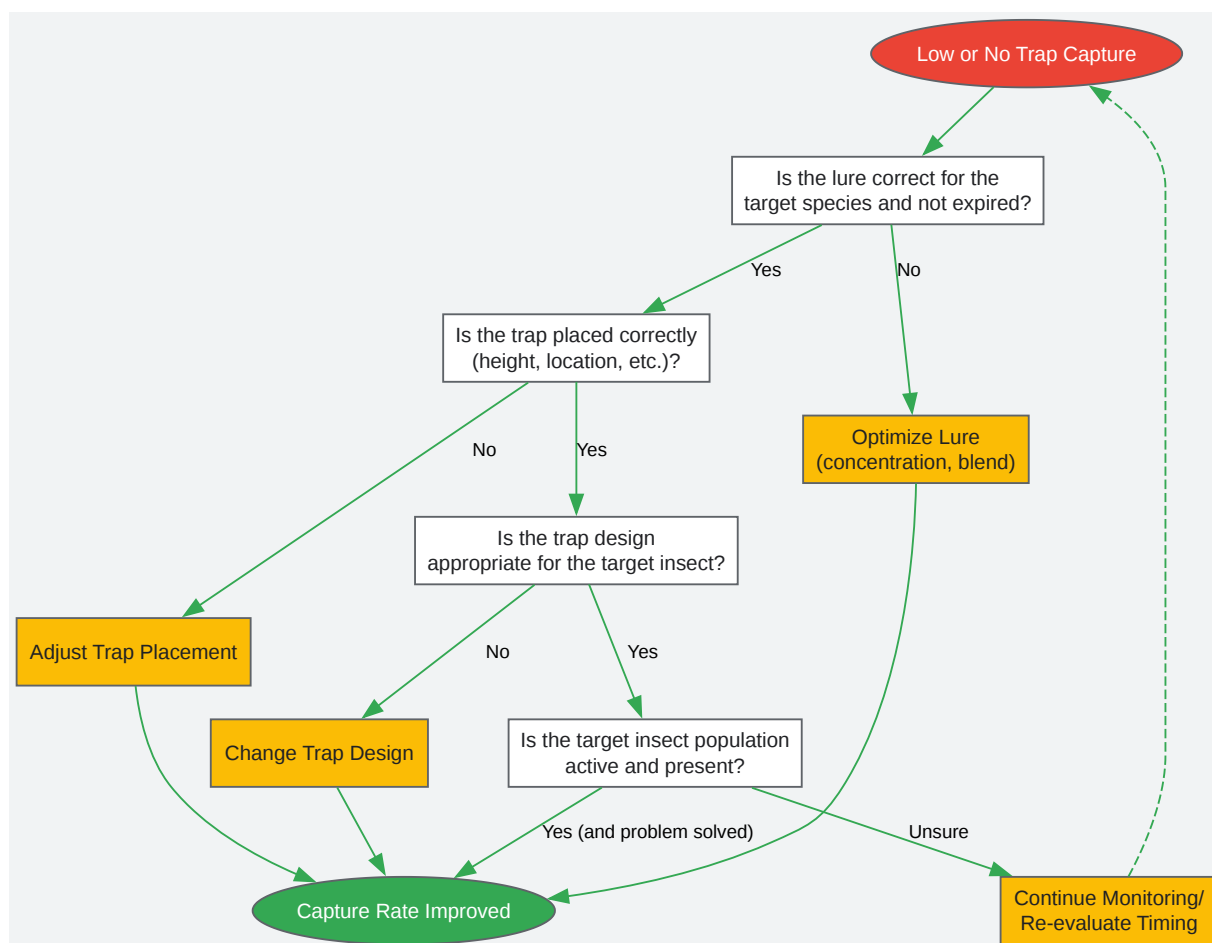 Low or No Trap Capture
Is the lure correct for the
target species and not expired?
Yes
No
Is the trap placed correctly
(height, location, etc.)?
Optimize Lure
(concentration, blend)
No
Yes
Is the trap design
appropriate for the target insect?
Adjust Trap Placement
No
Yes
Change Trap Design
Is the target insect population
active and present?
Yes (and problem solved)
Unsure
Capture Rate Improved
Continue Monitoring/
Re-evaluate Timing